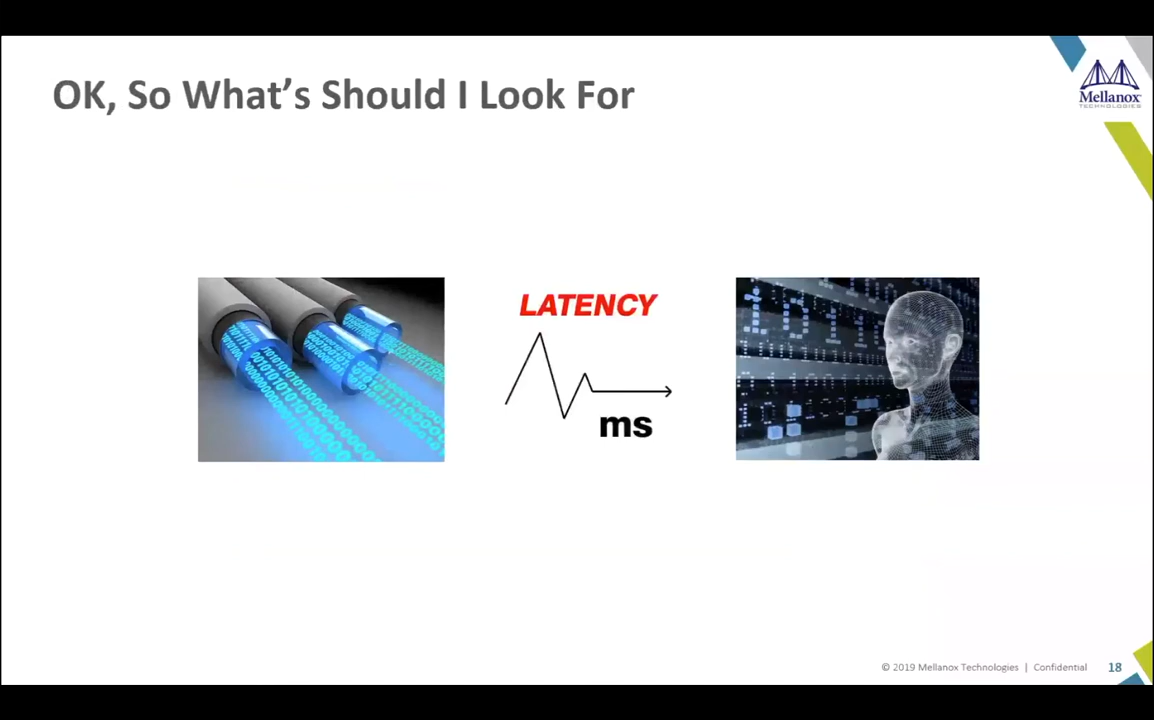 OK, So What's Should I Look For
Mellanox
TECHNOLOGIES
LATENCY
ms
© 2019 Mellanox Technologies | Confidential 18